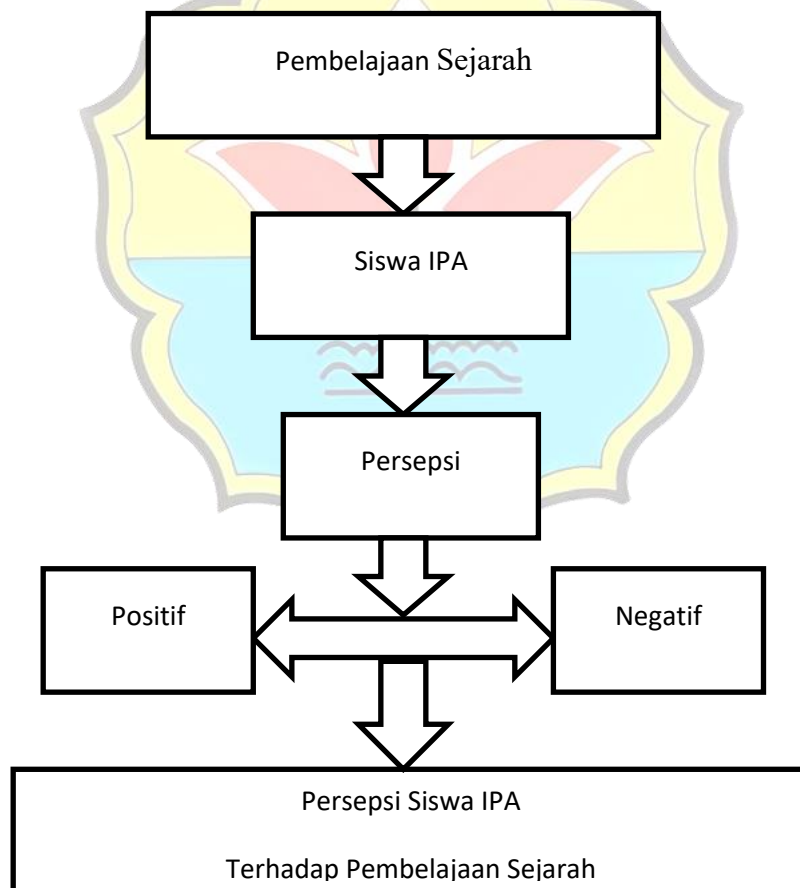 Pembelajaan Sejarah
Siswa IPA
Persepsi
Positif
Negatif
Persepsi Siswa IPA
Terhadap Pembelajaan Sejarah